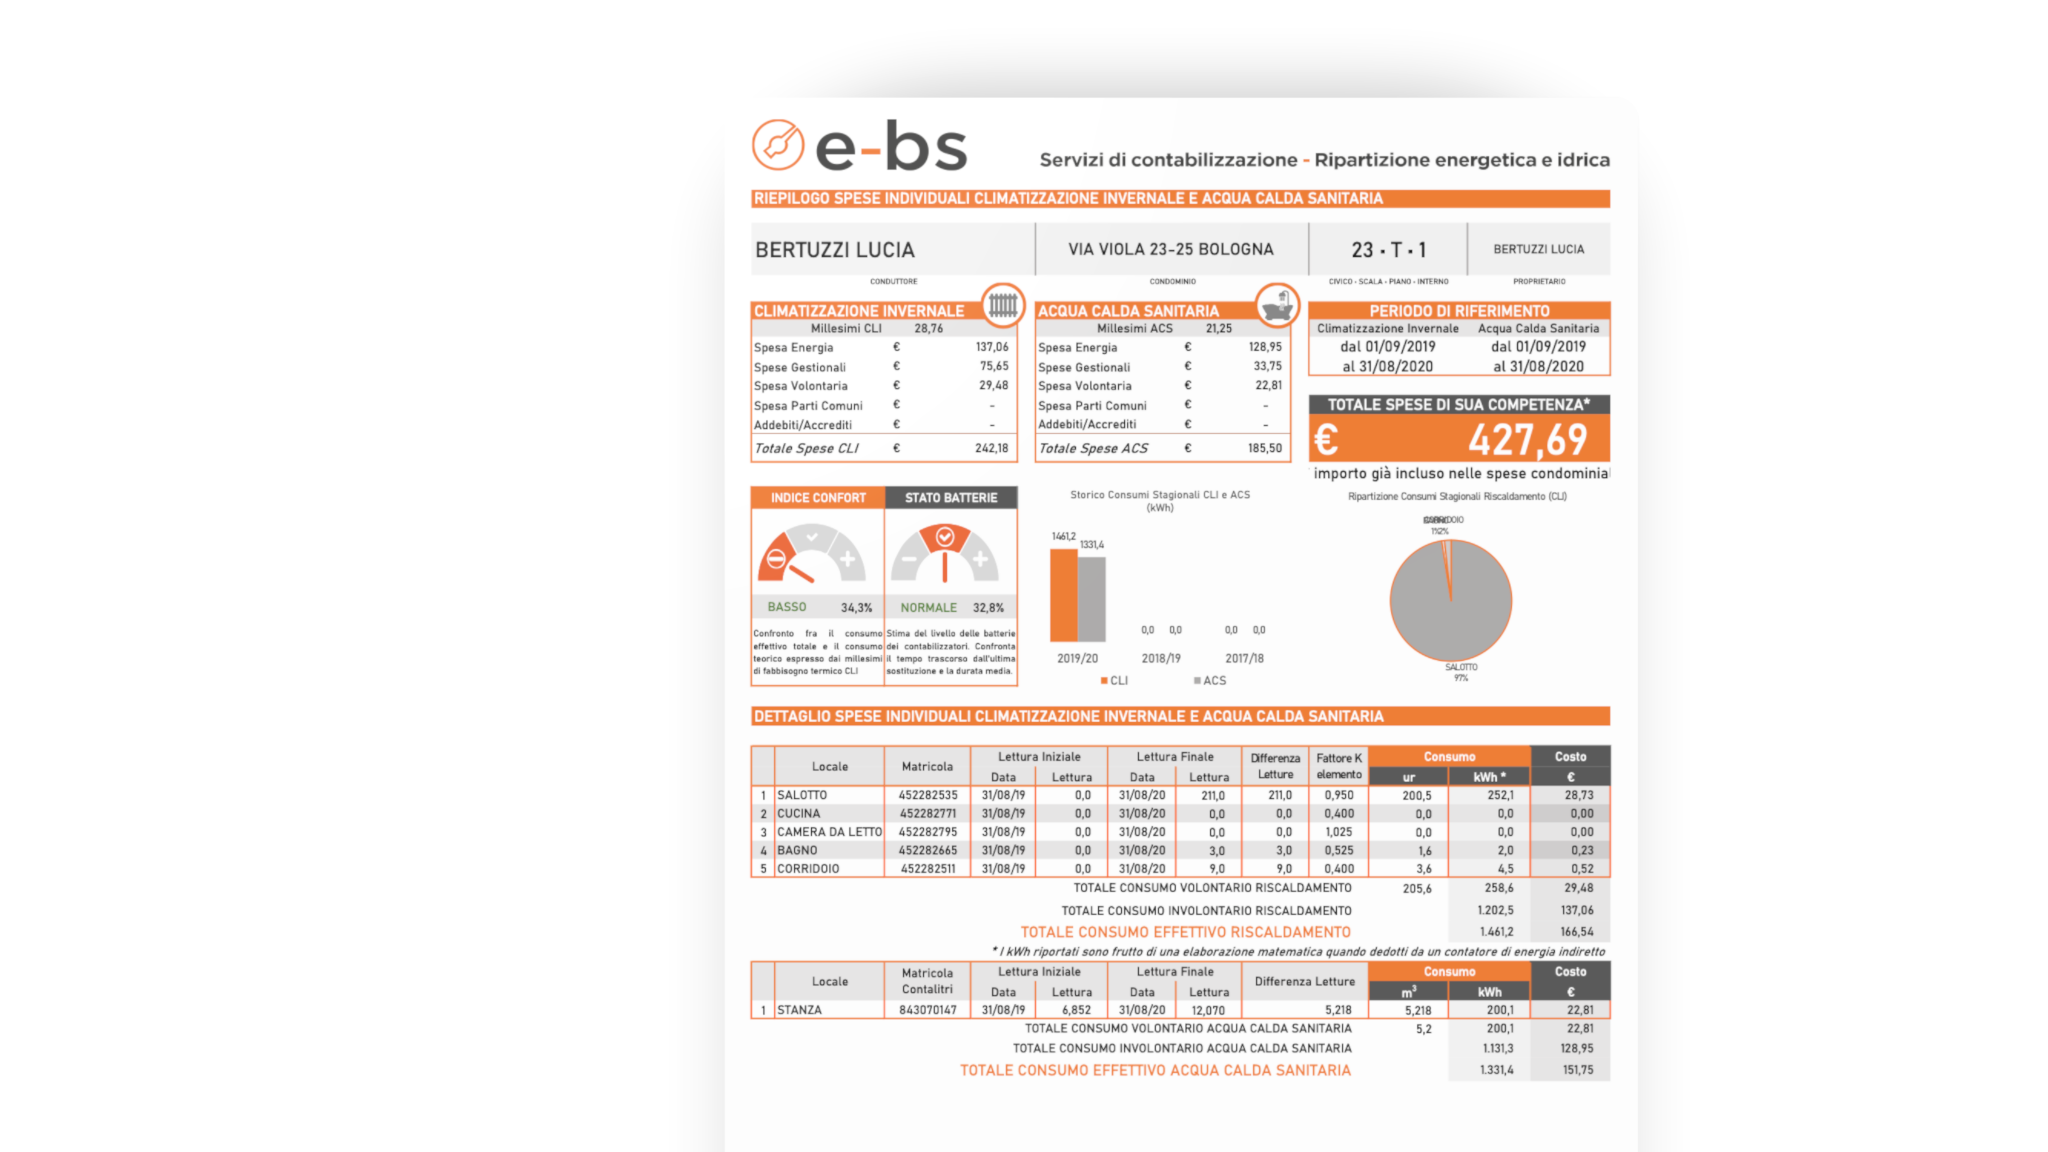 e-bs
Servizi di contabilizzazione - Ripartizione energetica e idrica
RIEPILOGO SPESE INDIVIDUALI CLIMATIZZAZIONE INVERNALE E ACQUA CALDA SANITARIA
BERTUZZI LUCIA VIA VIOLA 23-25 BOLOGNA 23 · T · 1 BERTUZZI LUCIA
CONDUTTORE CONDOMINIO CIVICO - SCALA - PIANO - INTERNO PROPRIETARIO
CLIMATIZZAZIONE INVERNALE
Millesimi CLI 28,76
Spesa Energia € 137,06
Spese Gestionali € 75,65
Spesa Volontaria € 29,48
Spesa Parti Comuni € -
Addebiti/Accrediti € -
Totale Spese CLI € 242,18
ACQUA CALDA SANITARIA
Millesimi ACS 21,25
Spesa Energia € 128,95
Spese Gestionali € 33,75
Spesa Volontaria € 22,81
Spesa Parti Comuni € -
Addebiti/Accrediti € -
Totale Spese ACS € 185,50
PERIODO DI RIFERIMENTO
Climatizzazione Invernale Acqua Calda Sanitaria
dal 01/09/2019 dal 01/09/2019
al 31/08/2020 al 31/08/2020
TOTALE SPESE DI SUA COMPETENZA*
€ 427,69
importo già incluso nelle spese condominial
INDICE CONFORT
BASSO 34,3%
Confronto fra il consumo
effettivo totale e il consumo
teorico espresso dai millesimi
di fabbisogno termico CLI
STATO BATTERIE
NORMALE 32,8%
Stima del livello delle batterie
dei contabilizzatori. Confronta
il tempo trascorso dall'ultima
sostituzione e la durata media.
Storico Consumi Stagionali CLI e ACS
(kWh)
1461,2
1331,4
0,0 0,0 0,0 0,0
2019/20 2018/19 2017/18
CLI ACS
Ripartizione Consumi Stagionali Riscaldamento (CLI)
SALOTTO
97%
DETTAGLIO SPESE INDIVIDUALI CLIMATIZZAZIONE INVERNALE E ACQUA CALDA SANITARIA
Locale Matricola Lettura Iniziale Lettura Finale Differenza Letture Fattore K elemento Consumo Costo
Data Lettura Data Lettura ur kWh * €
1 SALOTTO 452282535 31/08/19 0,0 31/08/20 211,0 211,0 0,950 200,5 252,1 28,73
2 CUCINA 452282771 31/08/19 0,0 31/08/20 0,0 0,0 0,400 0,0 0,0 0,00
3 CAMERA DA LETTO 452282795 31/08/19 0,0 31/08/20 0,0 0,0 1,025 0,0 0,0 0,00
4 BAGNO 452282665 31/08/19 0,0 31/08/20 3,0 3,0 0,525 1,6 2,0 0,23
5 CORRIDOIO 452282511 31/08/19 0,0 31/08/20 9,0 9,0 0,400 3,6 4,5 0,52
TOTALE CONSUMO VOLONTARIO RISCALDAMENTO 205,6 258,6 29,48
TOTALE CONSUMO INVOLONTARIO RISCALDAMENTO 1.202,5 137,06
TOTALE CONSUMO EFFETTIVO RISCALDAMENTO 1.461,2 166,54
* I kWh riportati sono frutto di una elaborazione matematica quando dedotti da un contatore di energia indiretto
Locale Matricola Contalitri Lettura Iniziale Lettura Finale Differenza Letture Consumo Costo
Data Lettura Data Lettura m³ kWh €
1 STANZA 843070147 31/08/19 6,852 31/08/20 12,070 5,218 5,218 200,1 22,81
TOTALE CONSUMO VOLONTARIO ACQUA CALDA SANITARIA 5,2 200,1 22,81
TOTALE CONSUMO INVOLONTARIO ACQUA CALDA SANITARIA 1.131,3 128,95
TOTALE CONSUMO EFFETTIVO ACQUA CALDA SANITARIA 1.331,4 151,75